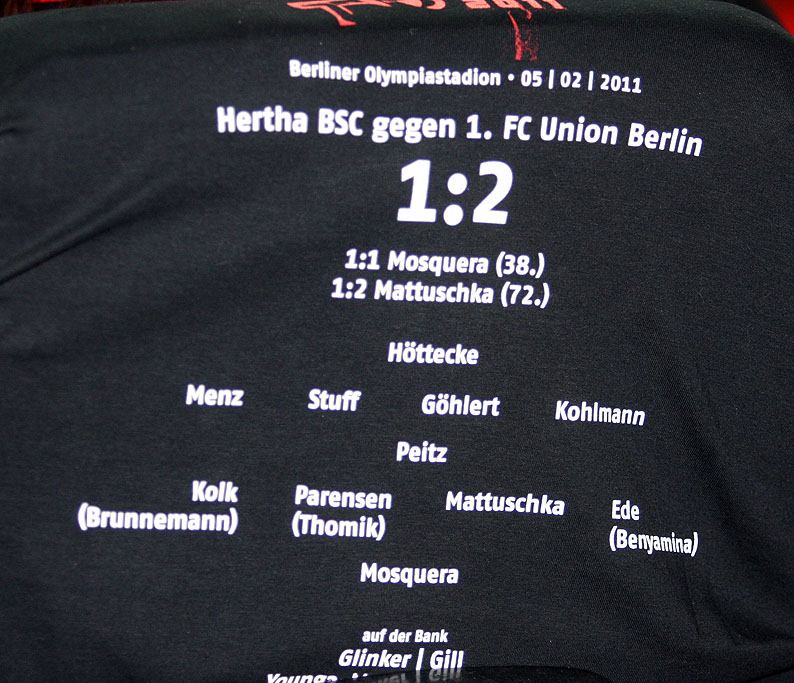 Berliner Olympiastadion • 05 | 02 | 2011
Hertha BSC gegen 1. FC Union Berlin
1:2
1:1 Mosquera (38.)
1:2 Mattuschka (72.)
Höttecke
Menz Stuff Göhlert Kohlmann
Peitz
Kolk Parensen Mattuschka Ede
(Brunnemann) (Thomik) (Benyamina)
Mosquera
auf der Bank
Glinker | Gill